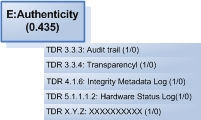 E:Authenticity
(0.435)
TDR 3.3.3: Audit trail (1/0)
TDR 3.3.4: Transparencyl (1/0)
TDR 4.1.6: Integrity Metadata Log (1/0)
TDR 5.1.1.1.2: Hardware Status Log(1/0)
TDR X.Y.Z: XXXXXXXXXX (1/0)